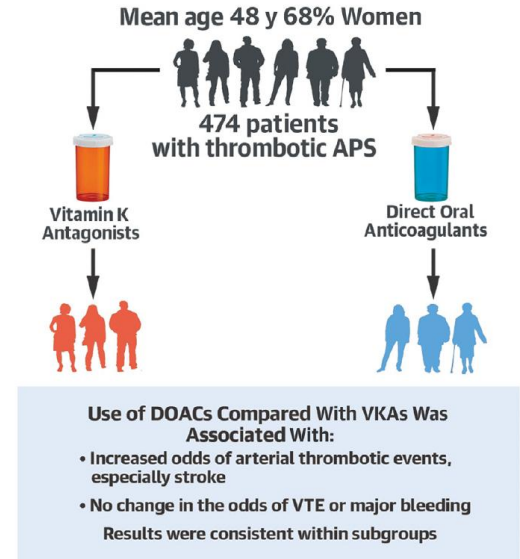 Mean age 48 y 68% Women
474 patients
with thrombotic APS
Vitamin K
Antagonists
Direct Oral
Anticoagulants
Use of DOACs Compared With VKAs Was
Associated With:
• Increased odds of arterial thrombotic events,
especially stroke
• No change in the odds of VTE or major bleeding
Results were consistent within subgroups